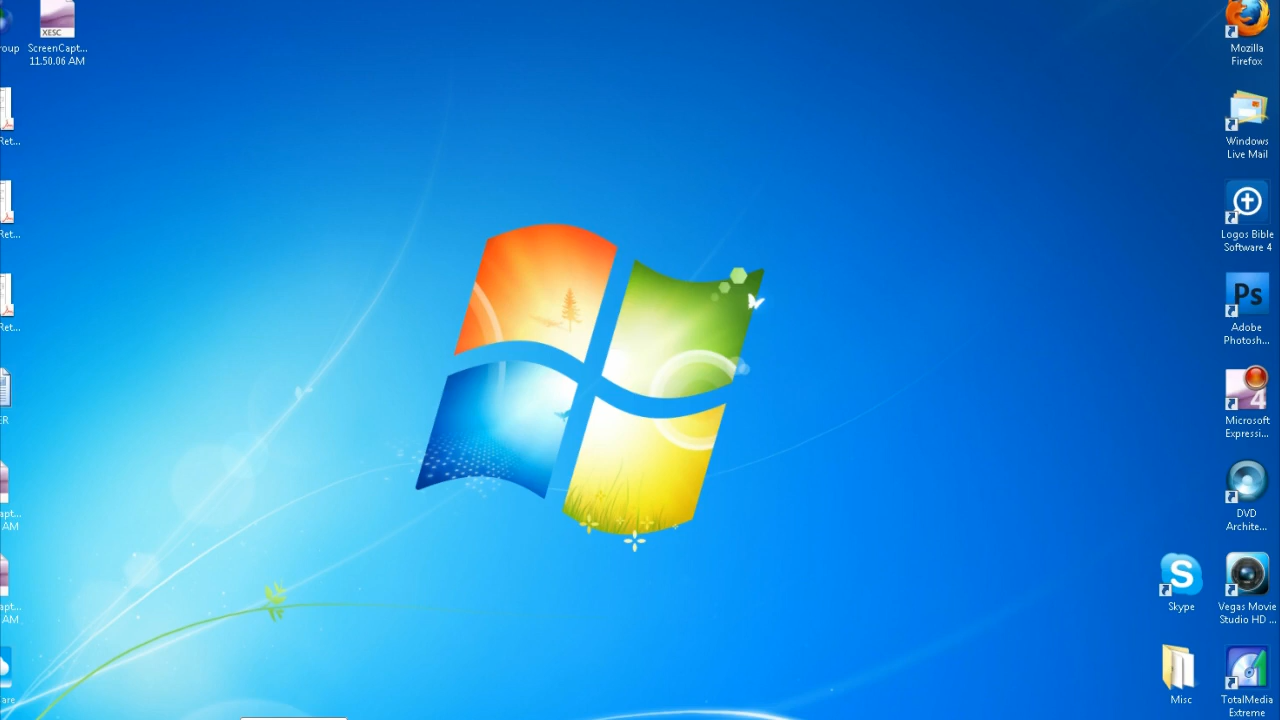 oup
XESC
ScreenCapt...
11.50.06 AM
Ret...
Ret...
Ret...
ER
apt...
AM
apt...
AM
are
Mozilla
Firefox
Windows
Live Mail
Logos Bible
Software 4
Ps
Adobe
Photosh...
4
Microsoft
Expressi...
DVD
Archite...
S
Skype
Vegas Movie
Studio HD ...
Misc
TotalMedia
Extreme